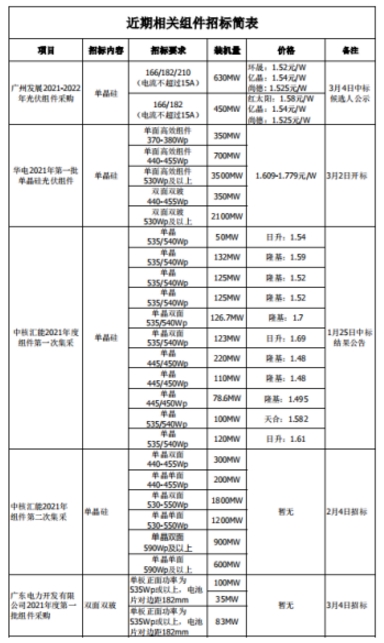 近期相关组件招标简表
项目 招标内容 招标要求 装机量 价格 备注
广州发展2021-2022年光伏组件采购 单晶硅 166/182/210（电流不超过15A） 630MW 环晟：1.52元/W
亿晶：1.54元/W
尚德：1.525元/W
3月4日中标候选人公示
166/182（电流不超过15A） 450MW 红太阳：1.58元/W
亿晶：1.54元/W
尚德：1.525元/W
华电2021年第一批单晶硅光伏组件 单晶硅 单面高效组件370-380Wp 350MW 1.609-1.779元/W 3月2日开标
单面高效组件440-455Wp 700MW
单面高效组件530Wp及以上 3500MW
双面双玻440-455Wp 350MW
双面双玻530Wp及以上 2100MW
中核汇能2021年度组件第一次集采 单晶硅 单晶535/540Wp 50MW 日升：1.54 1月25日中标结果公告
单晶535/540Wp 132MW 隆基：1.59
单晶535/540Wp 125MW 隆基：1.52
单晶535/540Wp 125MW 隆基：1.52
单晶双面535/540Wp 126.7MW 隆基：1.7
单晶双面535/540Wp 123MW 日升：1.69
单晶445/450Wp 220MW 隆基：1.48
单晶445/450Wp 110MW 隆基：1.48
单晶445/450Wp 78.6MW 隆基：1.495
单晶535/540Wp 100MW 天合：1.582
单晶535/540Wp 120MW 日升：1.61
中核汇能2021年组件第二次集采 单晶硅 单晶双面440-455Wp 300MW 暂无 2月4日招标
单晶单面440-455Wp 200MW
单晶双面530-550Wp 1800MW
单晶单面530-550Wp 1200MW
单晶双面590Wp及以上 900MW
单晶单面590Wp及以上 600MW
广东电力开发有限公司2021年度第一批组件采购 双面双玻 单板正面功率为535Wp或以上，电池片对边距182mm 100MW 暂无 3月4日招标
35MW
单板正面功率为535Wp或以上，电池片对边距182mm 83MW